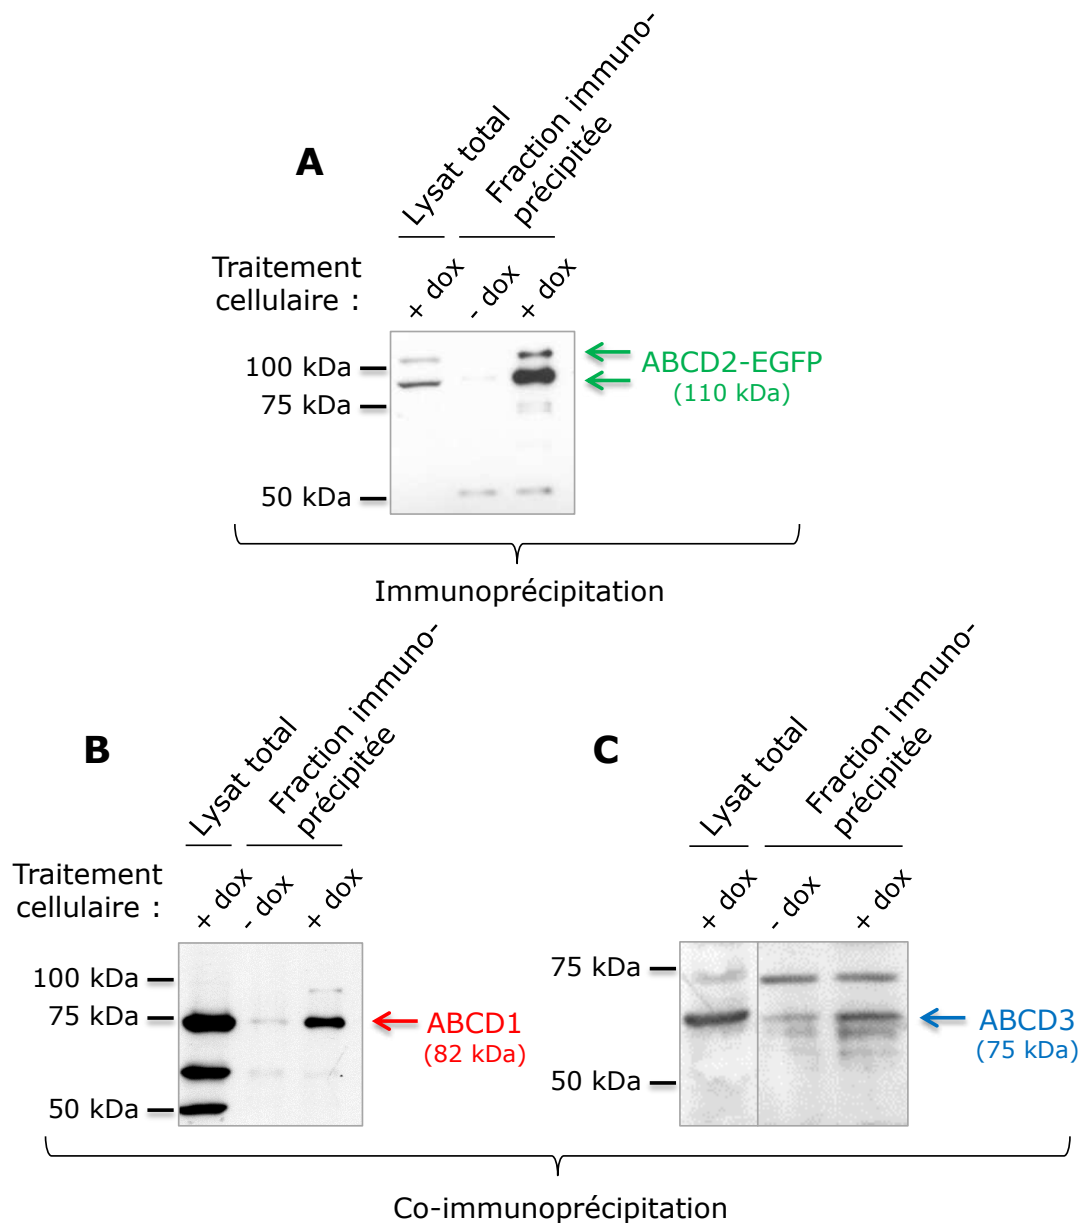 A
Lysat total
Fraction immuno-
précipitée
Traitement
cellulaire :
+ dox
- dox
+ dox
100 kDa
75 kDa
50 kDa
ABCD2-EGFP
(110 kDa)
Immunoprécipitation
B
Lysat total
Fraction immuno-
précipitée
Traitement
cellulaire :
+ dox
- dox
+ dox
100 kDa
75 kDa
50 kDa
ABCD1
(82 kDa)
C
Lysat total
Fraction immuno-
précipitée
+ dox
- dox
+ dox
75 kDa
50 kDa
ABCD3
(75 kDa)
Co-immunoprécipitation